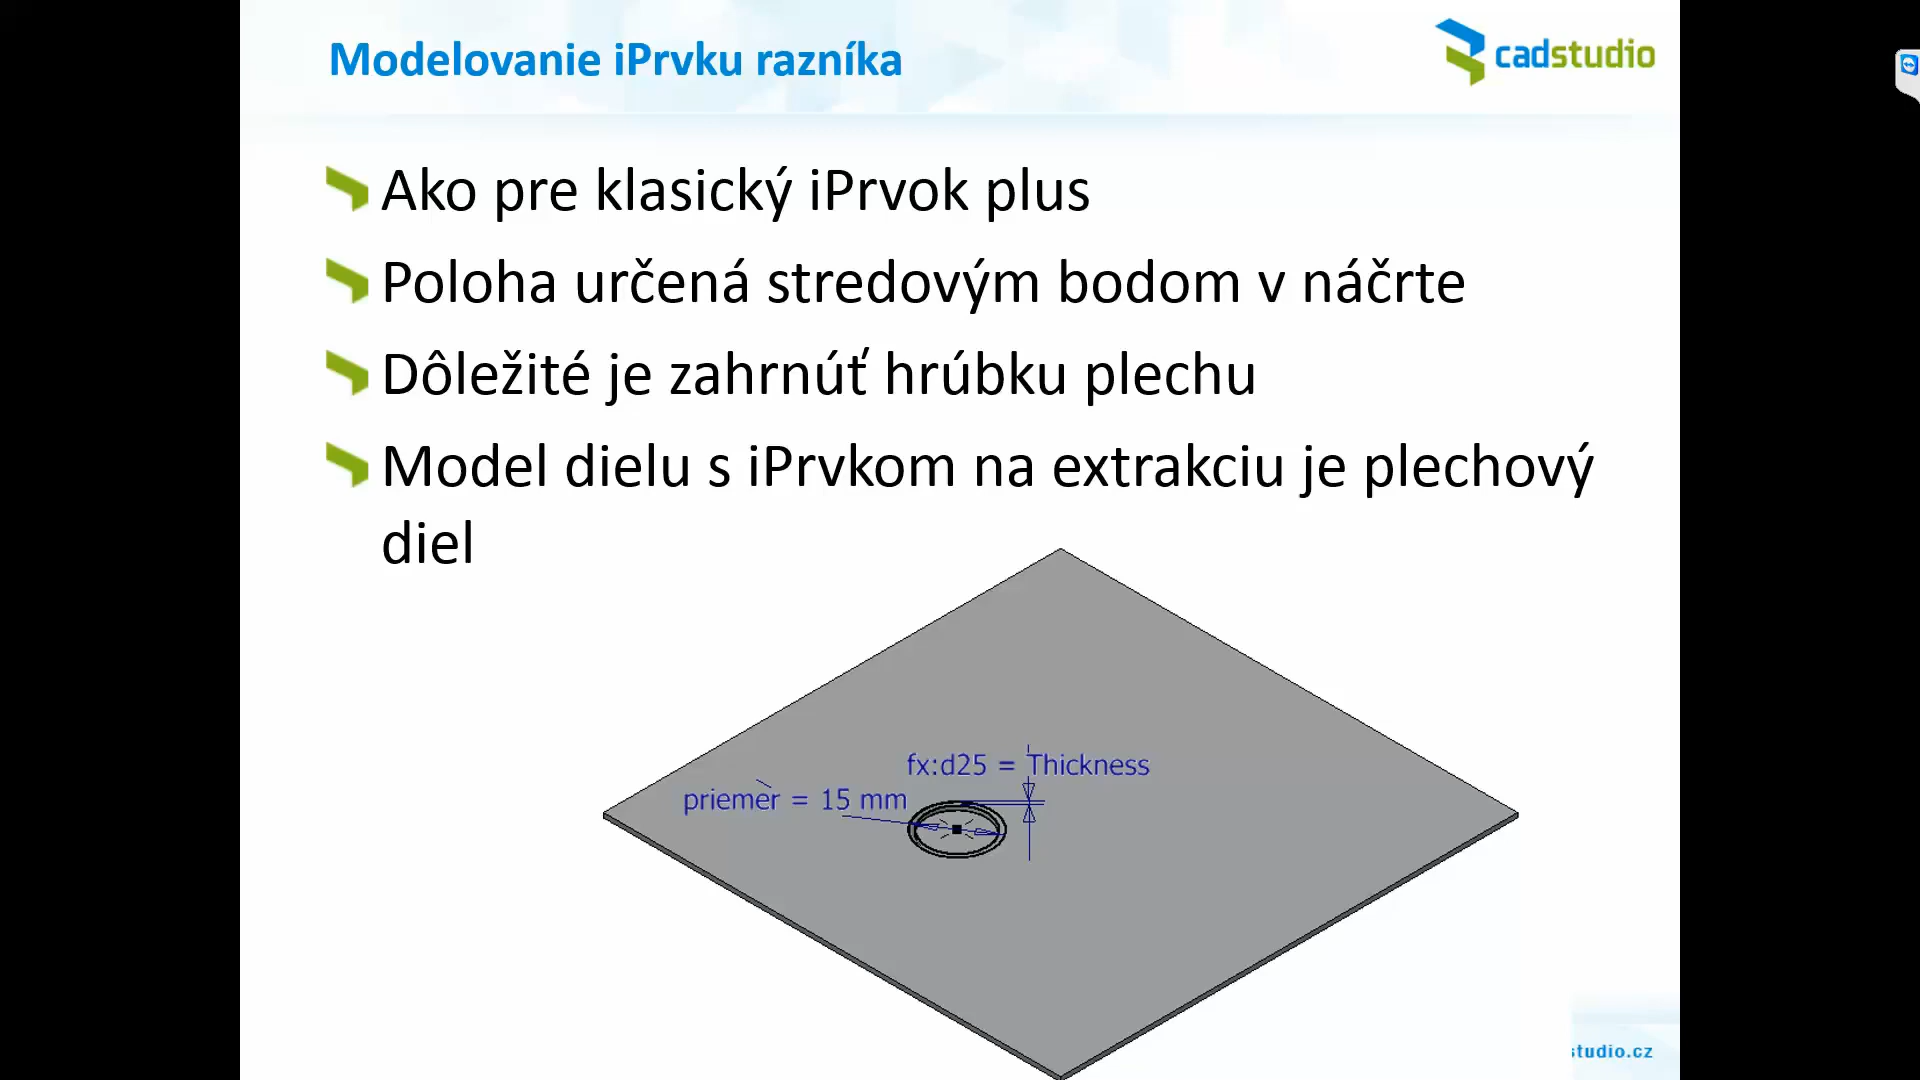 Modelovanie iPrvku razníka
cadstudio
Ako pre klasický iPrvok plus
Poloha určená stredovým bodom v náčrte
Dôležité je zahrnúť hrúbku plechu
Model dielu s iPrvkom na extrakciu je plechový
diel
fx:d25 = Thickness
priemer = 15 mm
studio.cz